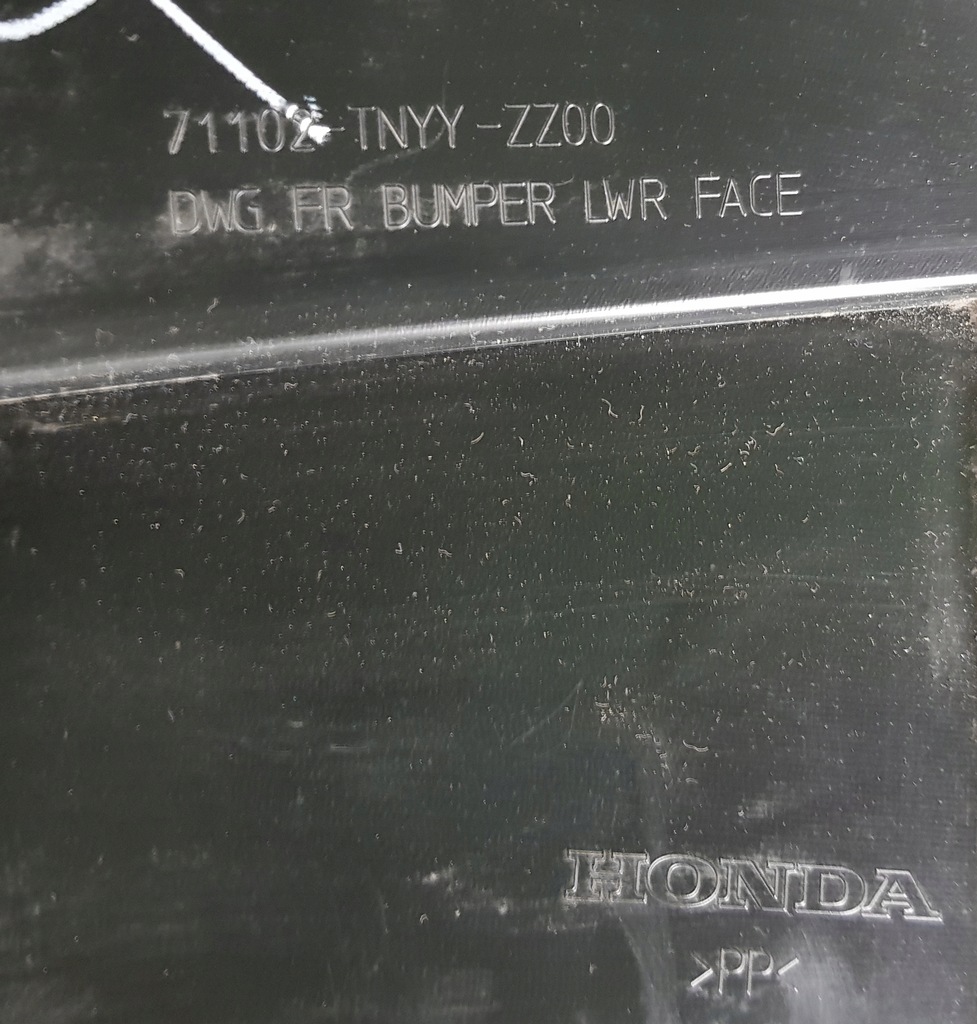 71102-TNYY-ZZ00
DWG. FR BUMPER LWR FACE
HONDA
>PP<